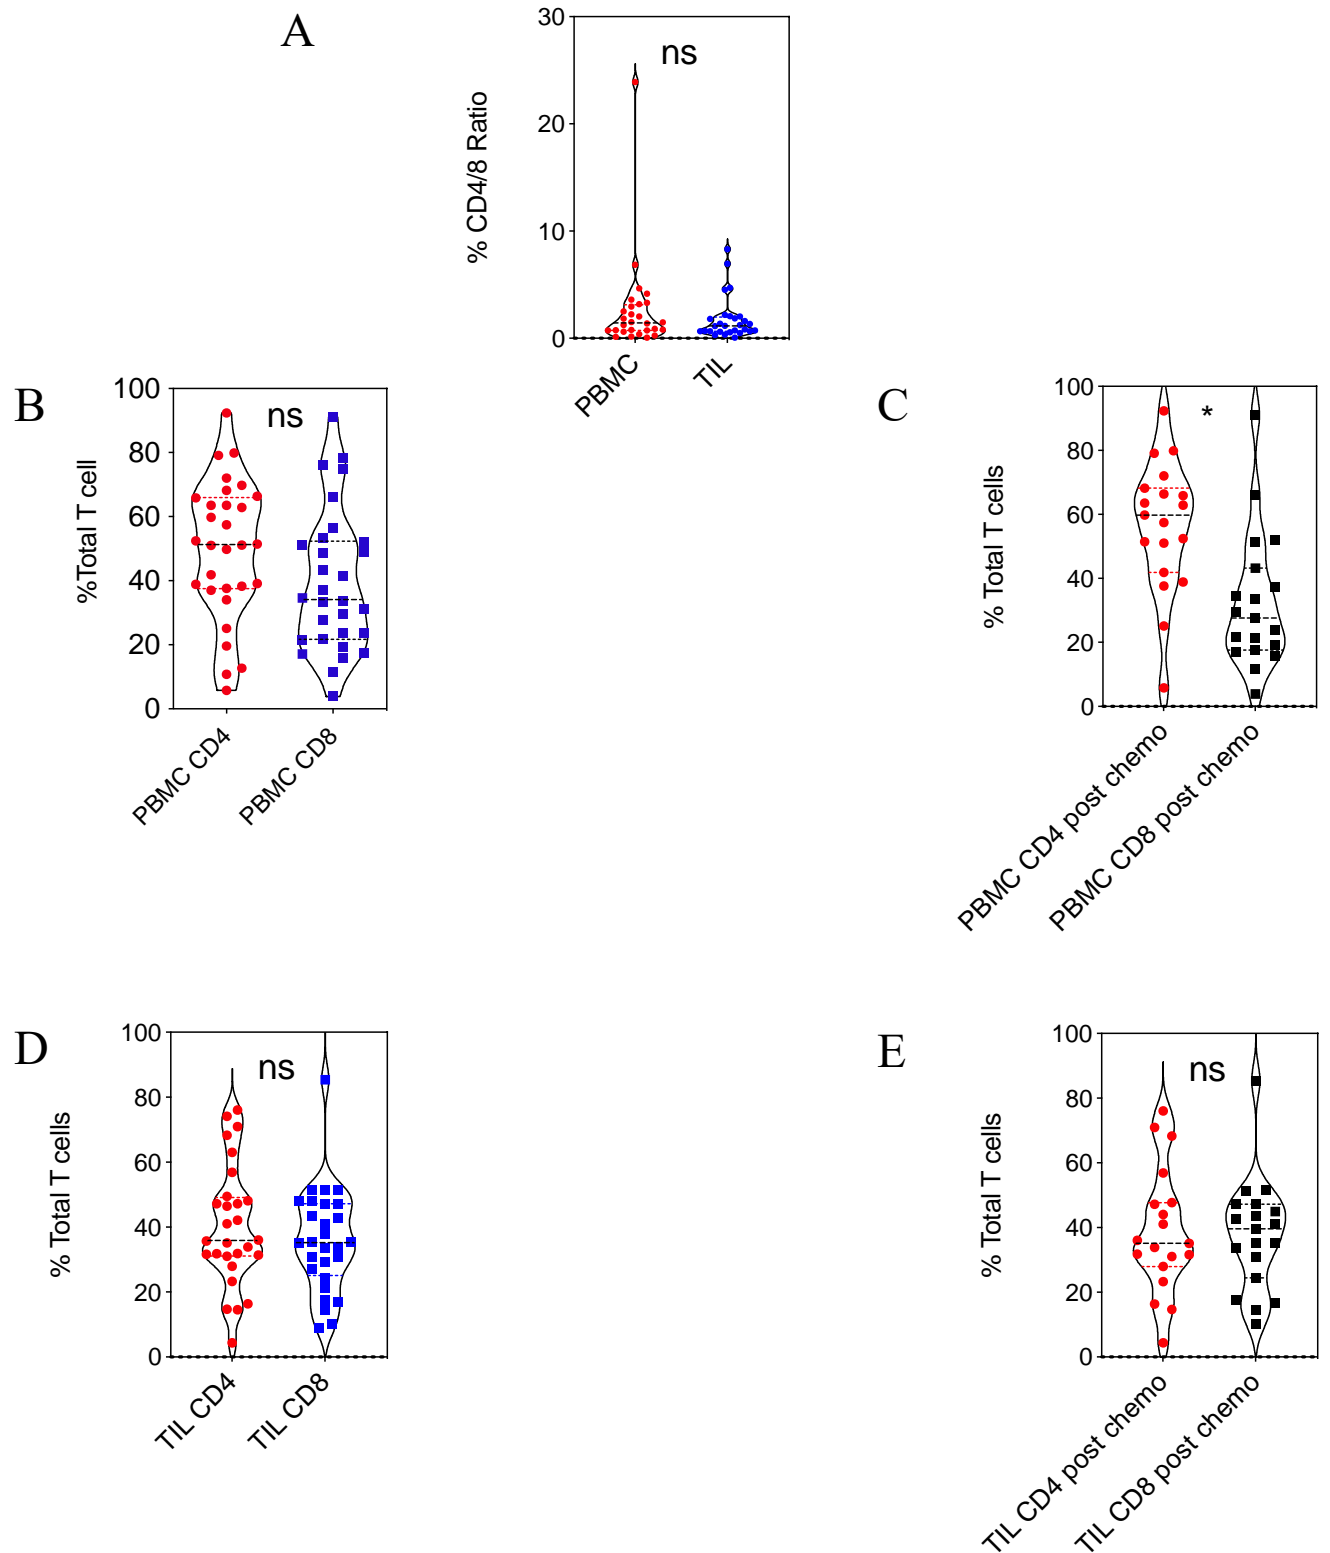 A
% CD4/8 Ratio
30
20
10
0
ns
PBMC
TIL
B
%Total T cell
100
80
60
40
20
0
ns
PBMC CD4
PBMC CD8
C
% Total T cells
100
80
60
40
20
0
*
PBMC CD4 post chemo
PBMC CD8 post chemo
D
% Total T cells
100
80
60
40
20
0
ns
TIL CD4
TIL CD8
E
% Total T cells
100
80
60
40
20
0
ns
TIL CD4 post chemo
TIL CD8 post chemo